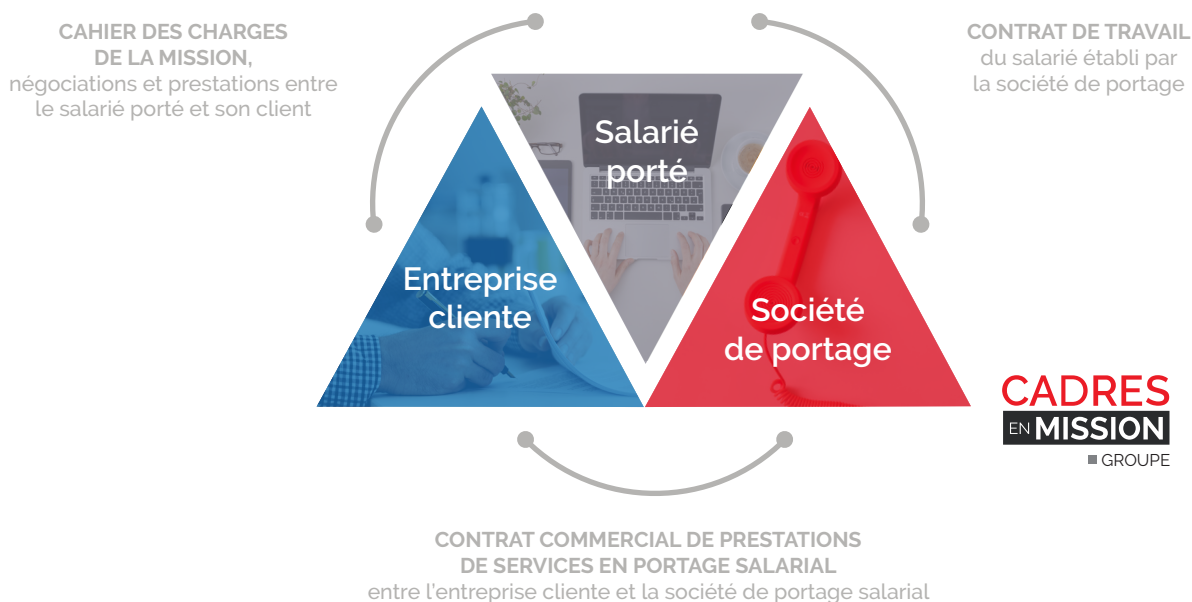 CAHIER DES CHARGES
DE LA MISSION,
négociations et prestations entre
le salarié porté et son client
CONTRAT DE TRAVAIL
du salarié établi par
la société de portage
Salarié
porté
Entreprise
cliente
Société
de portage
CADRES
EN MISSION
GROUPE
CONTRAT COMMERCIAL DE PRESTATIONS
DE SERVICES EN PORTAGE SALARIAL
entre l'entreprise cliente et la société de portage salarial